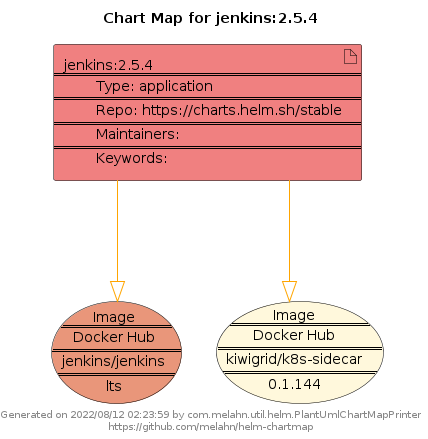 Chart Map for jenkins:2.5.4
jenkins:2.5.4
Type: application
Repo: https://charts.helm.sh/stable
Maintainers:
Keywords:
Image
Docker Hub
jenkins/jenkins
lts
Image
Docker Hub
kiwigrid/k8s-sidecar
0.1.144
Generated on 2022/08/12 02:23:59 by com.melahn.util.helm.PlantUmlChartMapPrinter
https://github.com/melahn/helm-chartmap